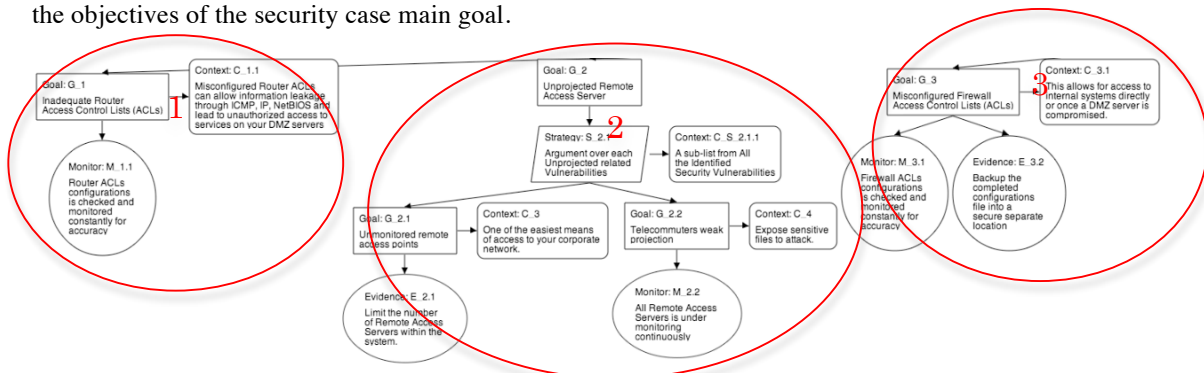 the objectives of the security case main goal.
Goal: G_1
Inadequate Router
Access Control Lists (ACLs)
1
Context: C_1.1
Misconfigured Router ACLs
can allow information leakage
through ICMP, IP, NetBIOS and
lead to unauthorized access to
services on your DMZ servers
Monitor: M_1.1
Router ACLs
configurations
is checked and
monitored
constantly for
accuracy
Goal: G_2
Unprojected Remote
Access Server
2
Strategy: S_2.1
Argument over each
Unprojected related
Vulnerabilities
Context: C_S_2.1.1
A sub-list from All
the Identified
Security Vulnerabilities
Goal: G_2.1
Unmonitored remote
access points
Context: C_3
One of the easiest means
of access to your corporate
network.
Goal: G_2.2
Telecommuters weak
projection
Context: C_4
Expose sensitive
files to attack.
Evidence: E_2.1
Limit the number
of Remote Access
Servers within the
system.
Monitor: M_2.2
All Remote Access
Servers is under
monitoring
continuously
Goal: G_3
Misconfigured Firewall
Access Control Lists (ACLs)
3
Context: C_3.1
This allows for access to
internal systems directly
or once a DMZ server is
compromised.
Monitor: M_3.1
Firewall ACLs
configurations
is checked and
monitored
constantly for
accuracy
Evidence: E_3.2
Backup the
completed
configurations
file into a
secure separate
location